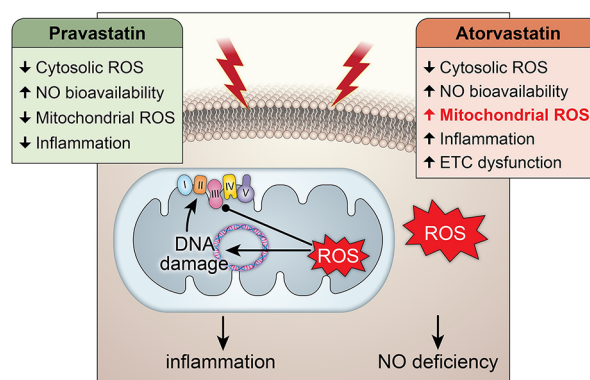 Pravastatin
↓ Cytosolic ROS
↑ NO bioavailability
↓ Mitochondrial ROS
↓ Inflammation
Atorvastatin
↓ Cytosolic ROS
↑ NO bioavailability
↑ Mitochondrial ROS
↑ Inflammation
↑ ETC dysfunction
I II III IV V
DNA
damage
ROS
ROS
inflammation
NO deficiency